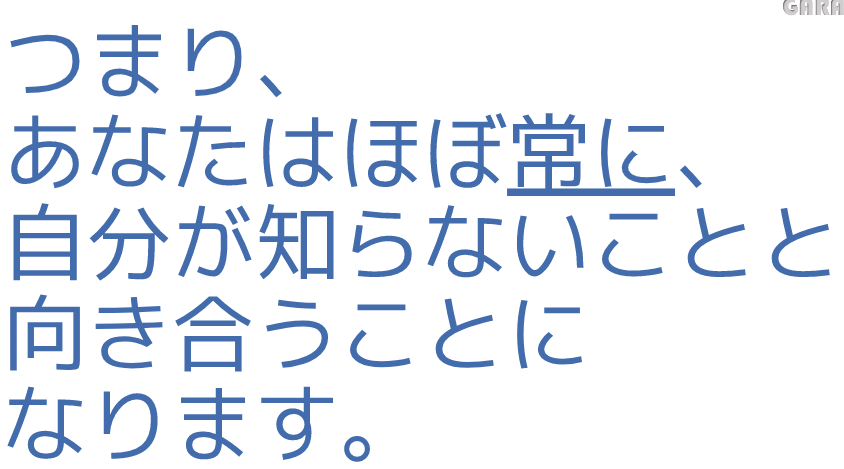 GARA
つまり、
あなたはほぼ常に、
自分が知らないことと
向き合うことに
なります。